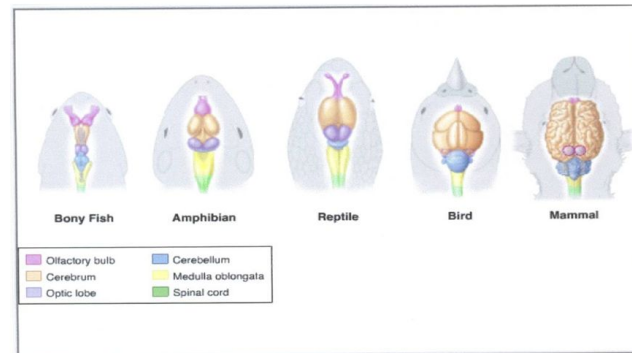 Bony Fish
Amphibian
Reptile
Bird
Mammal
Olfactory bulb
Cerebrum
Optic lobe
Cerebellum
Medulla oblongata
Spinal cord